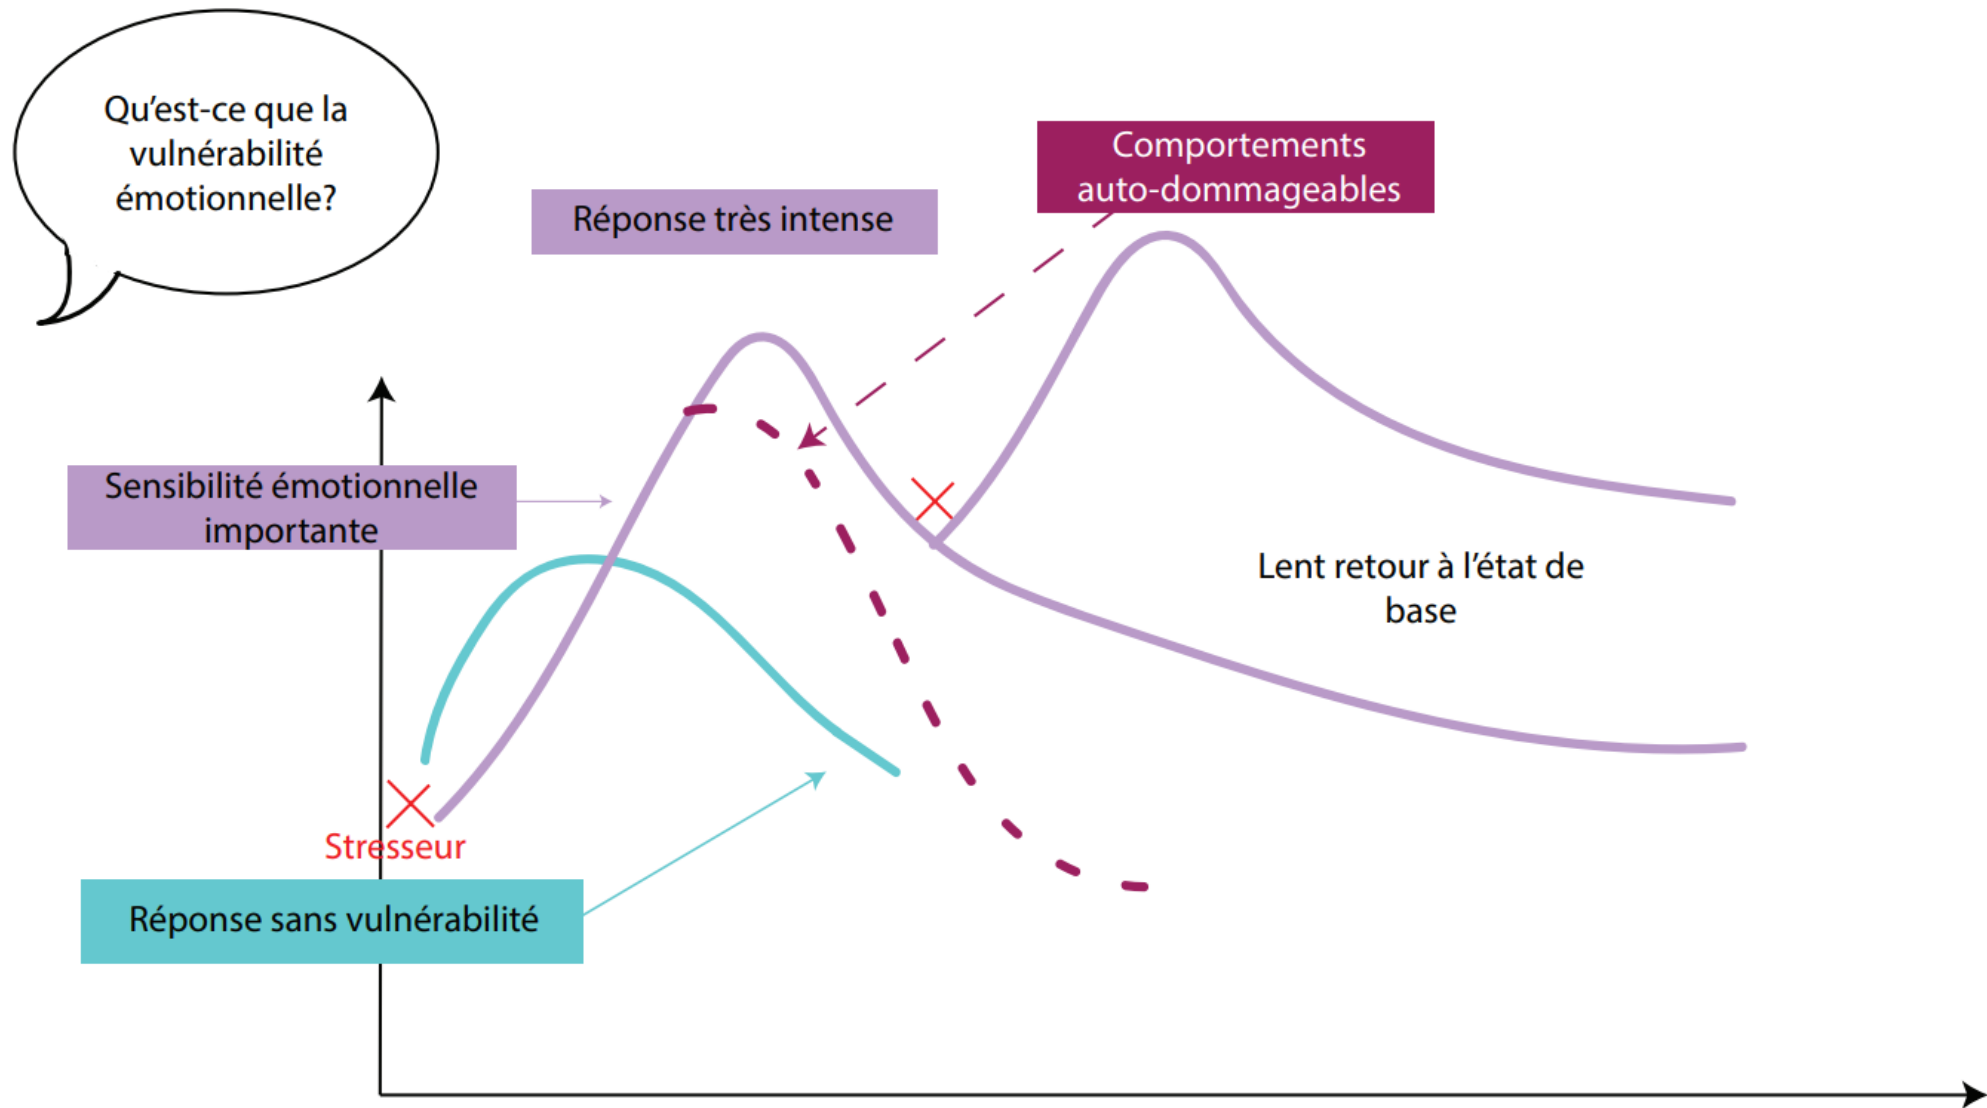 Qu'est-ce que la
vulnérabilité
émotionnelle?
Comportements
auto-dommageables
Réponse très intense
Sensibilité émotionnelle
importante
Lent retour à l'état de
base
Stresseur
Réponse sans vulnérabilité